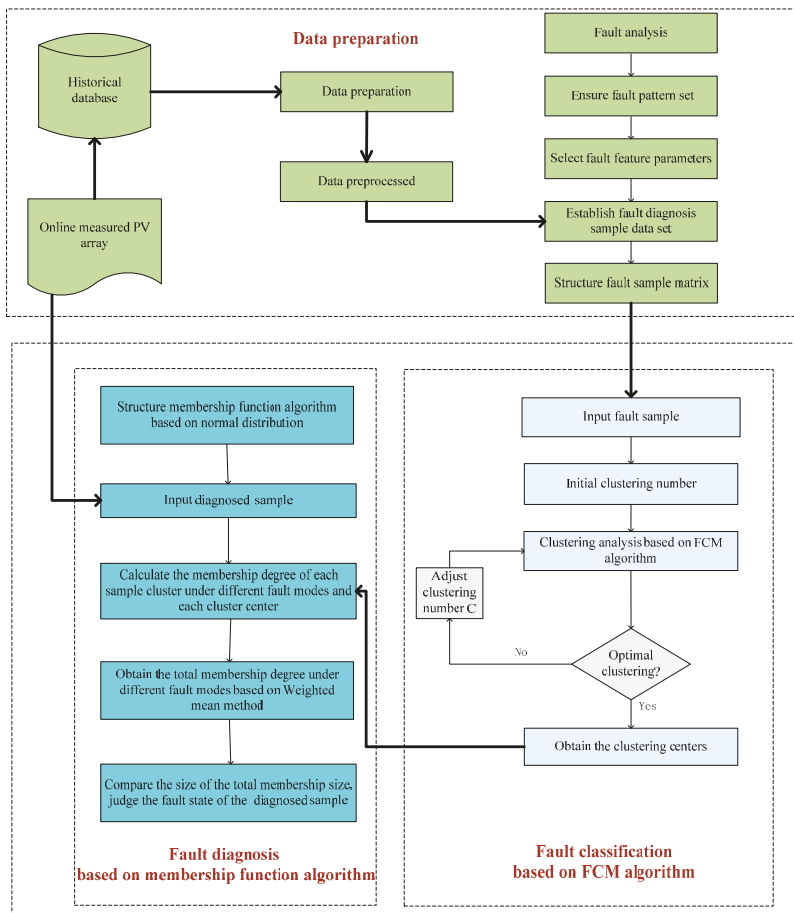 Data preparation
Historical
database
Online measured PV
array
Data preparation
Data preprocessed
Fault analysis
Ensure fault pattern set
Select fault feature parameters
Establish fault diagnosis
sample data set
Structure fault sample matrix
Structure membership function algorithm
based on normal distribution
Input diagnosed sample
Calculate the membership degree of each
sample cluster under different fault modes and
each cluster center
Obtain the total membership degree under
different fault modes based on Weighted
mean method
Compare the size of the total membership size,
judge the fault state of the diagnosed sample
Fault diagnosis
based on membership function algorithm
Input fault sample
Initial clustering number
Clustering analysis based on FCM
algorithm
Adjust
clustering
number C
No
Optimal
clustering?
Yes
Obtain the clustering centers
Fault classification
based on FCM algorithm